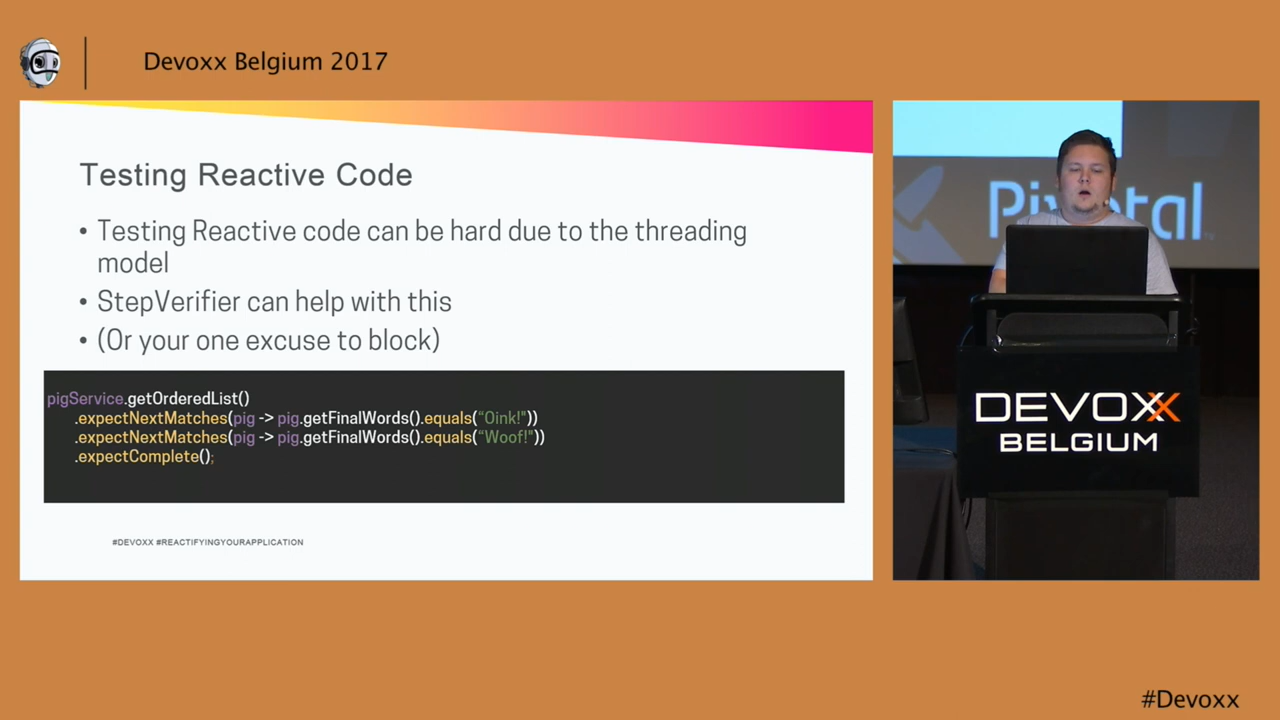 Devoxx Belgium 2017
Testing Reactive Code
• Testing Reactive code can be hard due to the threading
model
• StepVerifier can help with this
• (Or your one excuse to block)
pigService.getOrderedList()
.expectNextMatches(pig -> pig.getFinalWords().equals(“Oink!"))
.expectNextMatches(pig -> pig.getFinalWords().equals(“Woof!"))
.expectComplete();
#DEVOXX #REACTIFYINGYOURAPPLICATION
Pivotal
DEVOXX
BELGIUM
#Devoxx